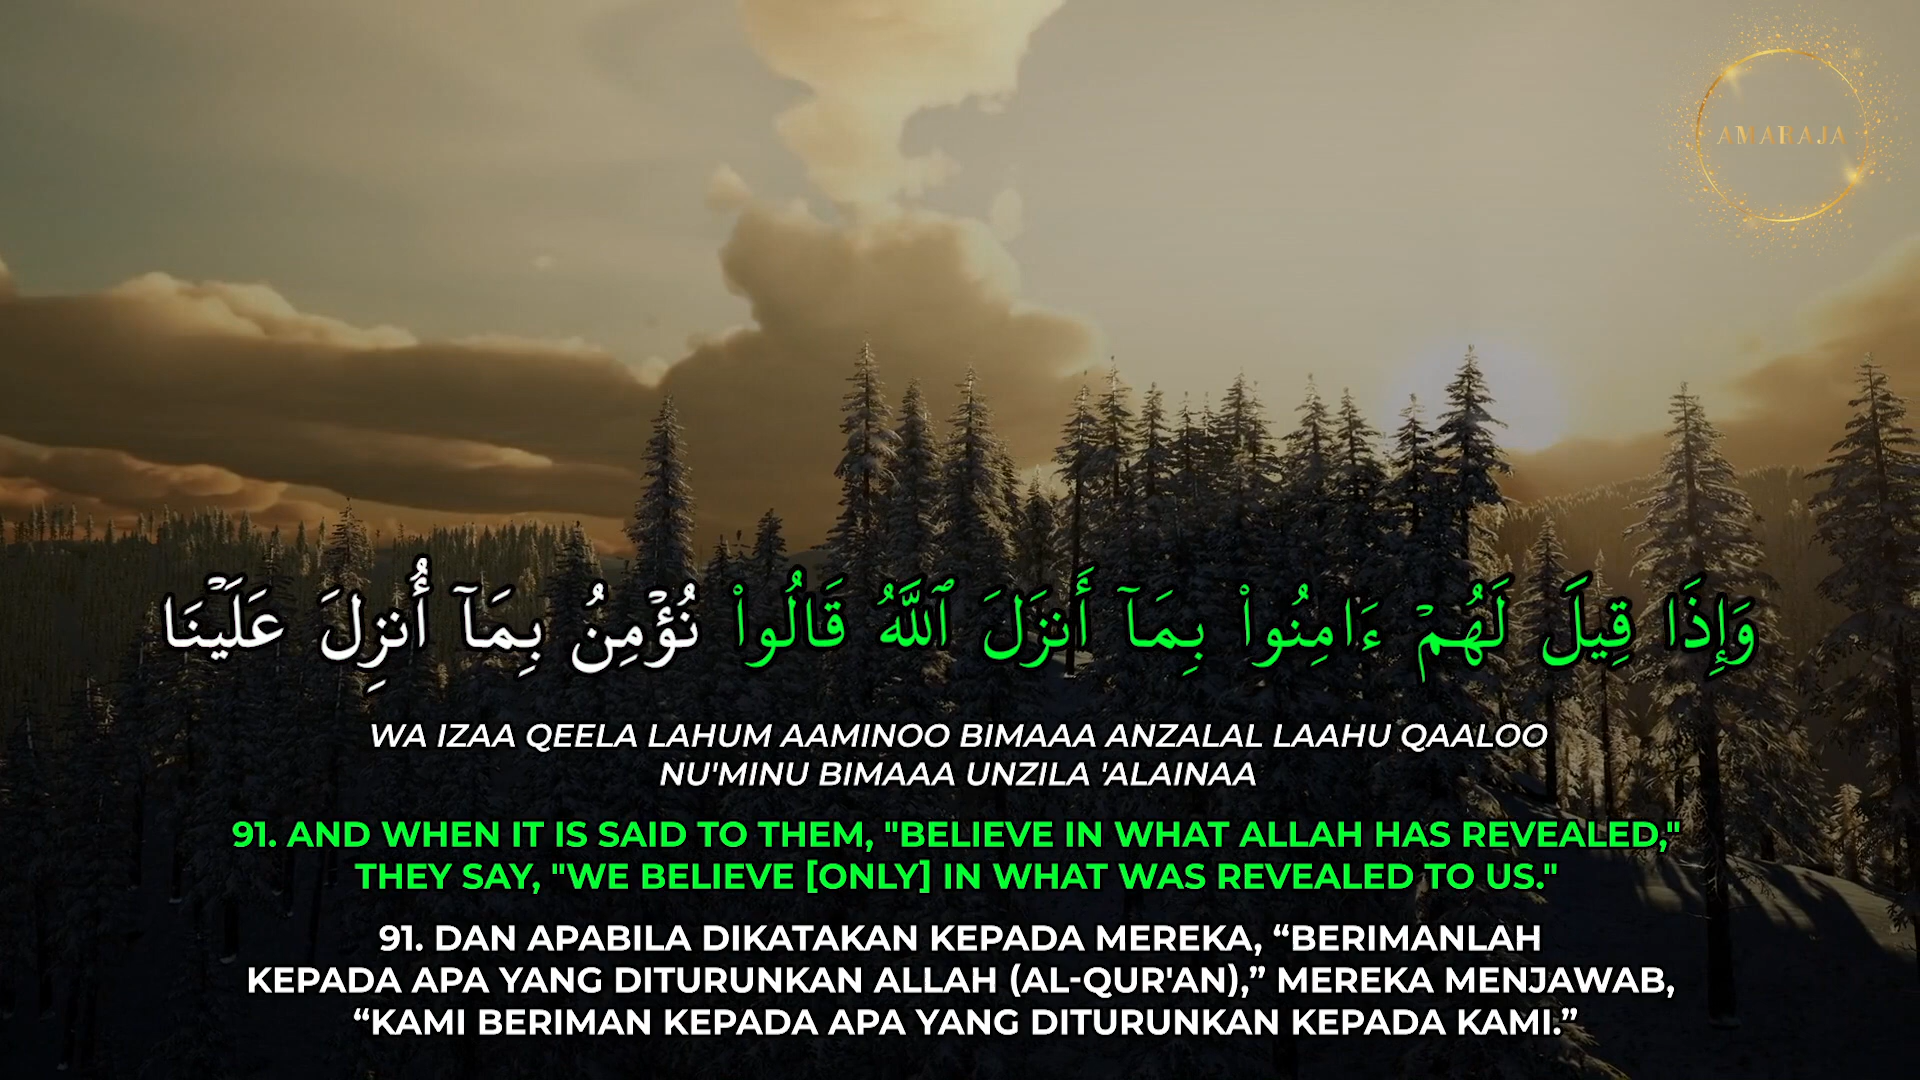 AMARAJA
وَإِذَا قِيلَ لَهُمْ ءَامِنُوا۟ بِمَآ أَنزَلَ ٱللَّهُ قَالُوا۟ نُؤْمِنُ بِمَآ أُنزِلَ عَلَيْنَا
WA IZAA QEELA LAHUM AAMINOO BIMAAA ANZALAL LAAHU QAALOO
NU'MINU BIMAAA UNZILA 'ALAINAA
91. AND WHEN IT IS SAID TO THEM, "BELIEVE IN WHAT ALLAH HAS REVEALED,"
THEY SAY, "WE BELIEVE [ONLY] IN WHAT WAS REVEALED TO US."
91. DAN APABILA DIKATAKAN KEPADA MEREKA, “BERIMANLAH
KEPADA APA YANG DITURUNKAN ALLAH (AL-QUR'AN),” MEREKA MENJAWAB,
“KAMI BERIMAN KEPADA APA YANG DITURUNKAN KEPADA KAMI.”